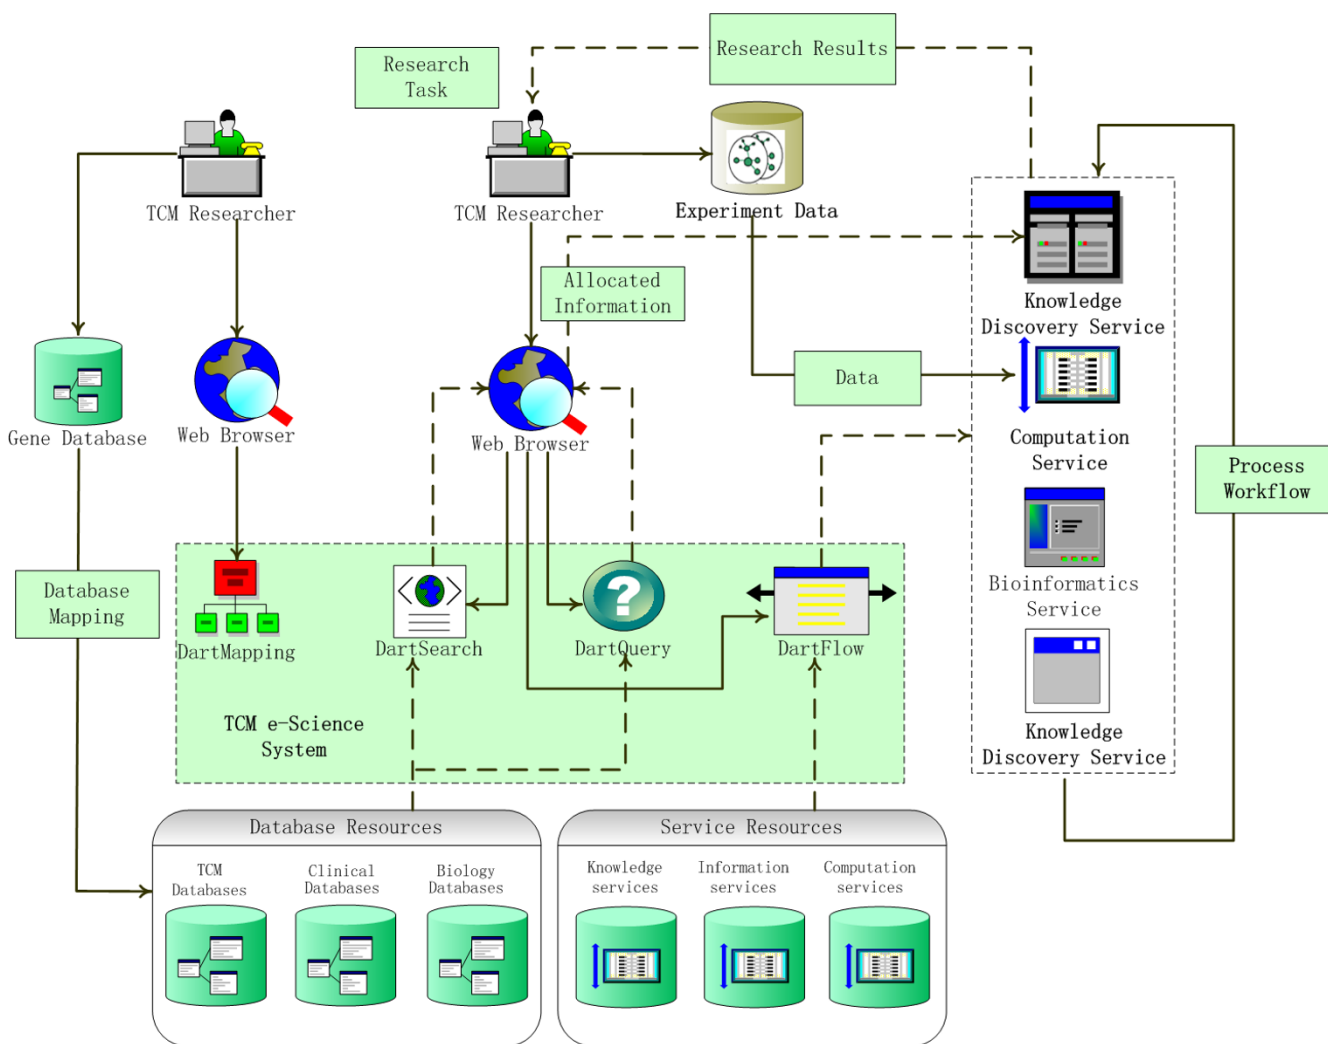 Research Results
Research
Task
TCM Researcher
TCM Researcher
Experiment Data
Allocated
Information
Knowledge
Discovery Service
Data
Gene Database
Web Browser
Web Browser
Computation
Service
Process
Workflow
Bioinformatics
Service
Database
Mapping
DartMapping
DartSearch
DartQuery
DartFlow
TCM e-Science
System
Knowledge
Discovery Service
Database Resources
TCM
Databases
Clinical
Databases
Biology
Databases
Service Resources
Knowledge
services
Information
services
Computation
services